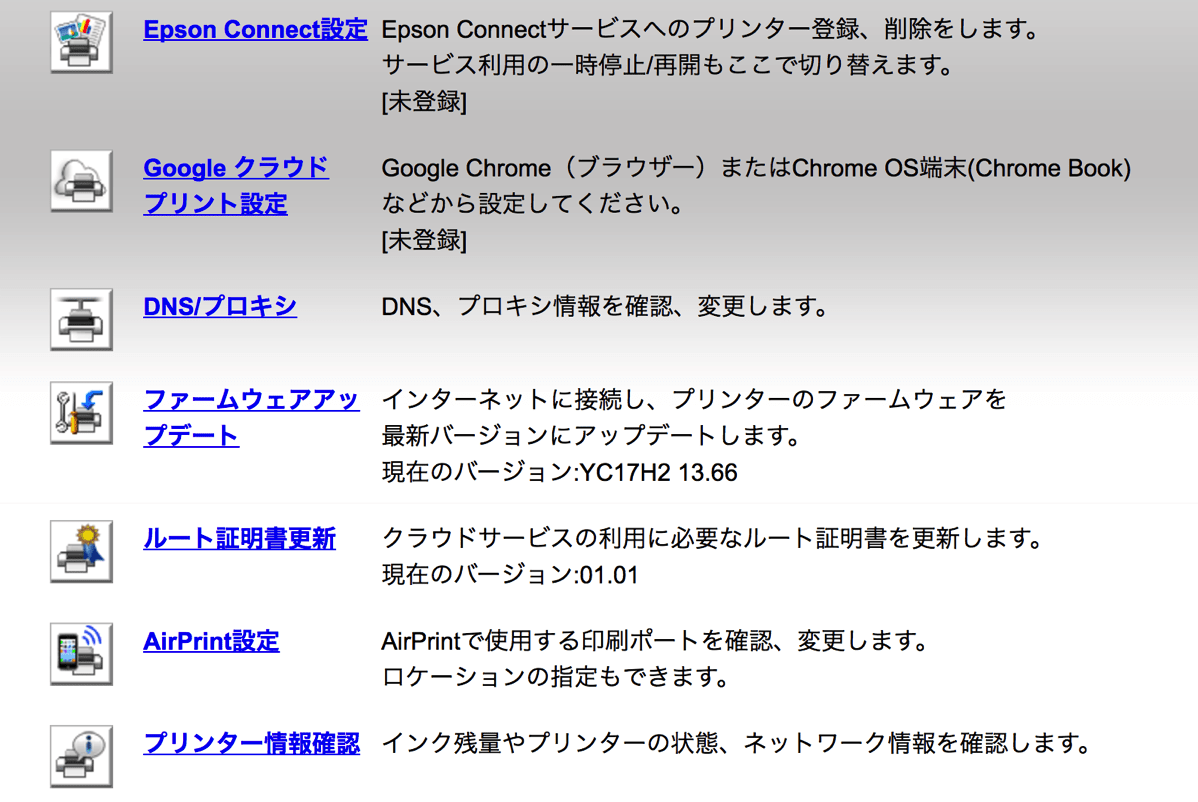 Epson Connect設定
Epson Connectサービスへのプリンター登録、削除をします。
サービス利用の一時停止/再開もここで切り替えます。
[未登録]
Google クラウド
プリント設定
Google Chrome（ブラウザー）またはChrome OS端末(Chrome Book)
などから設定してください。
[未登録]
DNS/プロキシ
DNS、プロキシ情報を確認、変更します。
ファームウェアアッ
プデート
インターネットに接続し、プリンターのファームウェアを
最新バージョンにアップデートします。
現在のバージョン:YC17H2 13.66
ルート証明書更新
クラウドサービスの利用に必要なルート証明書を更新します。
現在のバージョン:01.01
AirPrint設定
AirPrintで使用する印刷ポートを確認、変更します。
ロケーションの指定もできます。
プリンター情報確認
インク残量やプリンターの状態、ネットワーク情報を確認します。